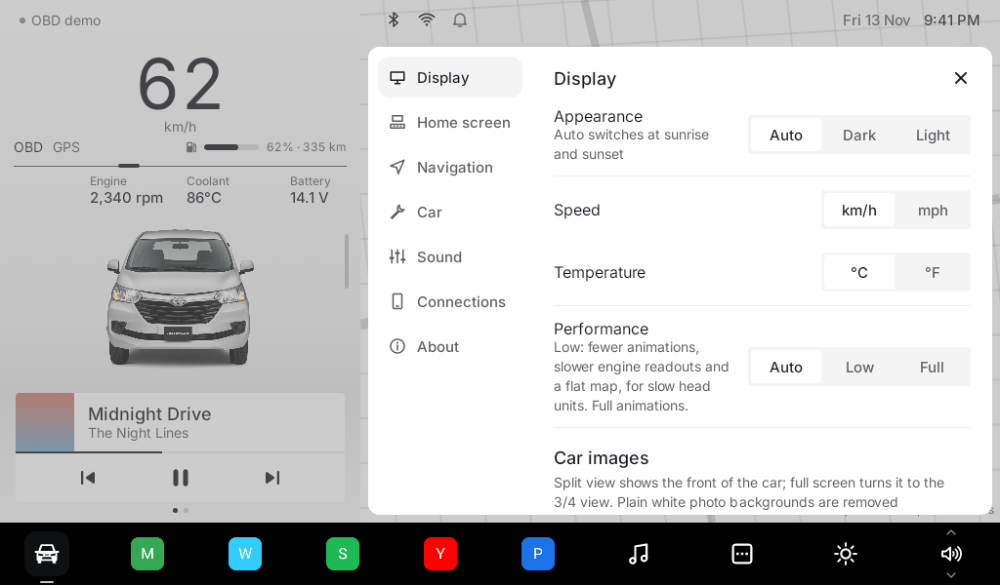 OBD demo
Fri 13 Nov 9:41 PM
62
km/h
OBD GPS
62% · 335 km
Engine
2,340 rpm
Coolant
86°C
Battery
14.1 V
Midnight Drive
The Night Lines
Display
Home screen
Navigation
Car
Sound
Connections
About
Display
Appearance
Auto switches at sunrise
and sunset
Auto Dark Light
Speed
km/h mph
Temperature
°C °F
Performance
Low: fewer animations,
slower engine readouts and
a flat map, for slow head
units. Full animations.
Auto Low Full
Car images
Split view shows the front of the car; full screen turns it to the
3/4 view. Plain white photo backgrounds are removed
M W S Y P